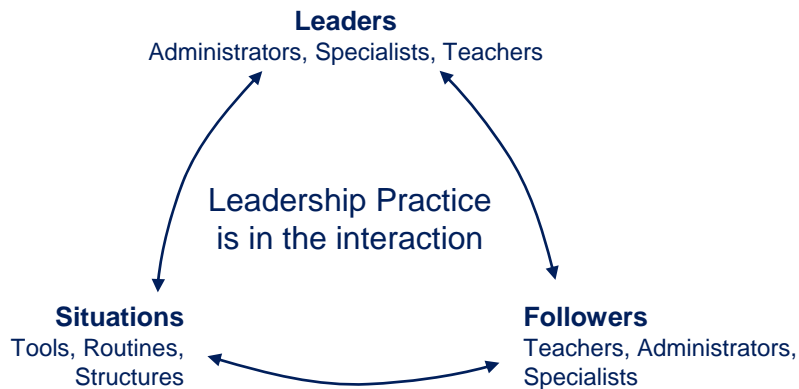 Leaders
Administrators, Specialists, Teachers
Leadership Practice
is in the interaction
Situations
Tools, Routines,
Structures
Followers
Teachers, Administrators,
Specialists